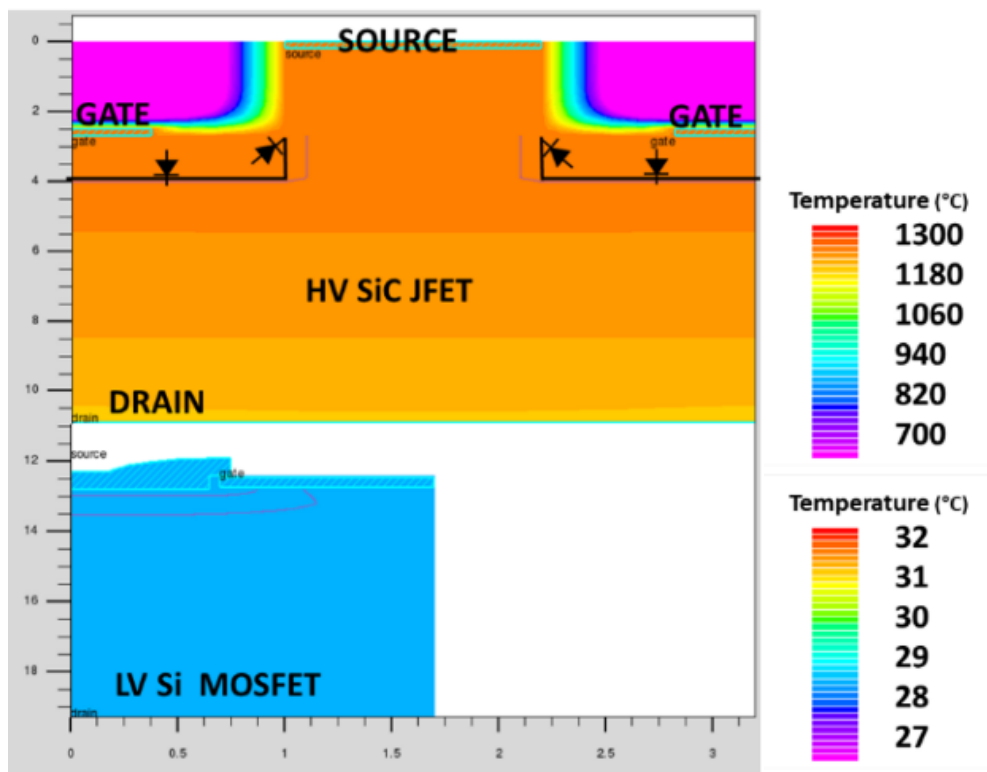 0
SOURCE
source
2
GATE
GATE
gate
gate
4
Temperature (°C)
1300
1180
1060
940
820
700
6
HV SiC JFET
8
10
DRAIN
drain
12
source
gate
Temperature (°C)
32
31
30
29
28
27
14
16
18
LV Si MOSFET
drain
0 0.5 1 1.5 2 2.5 3